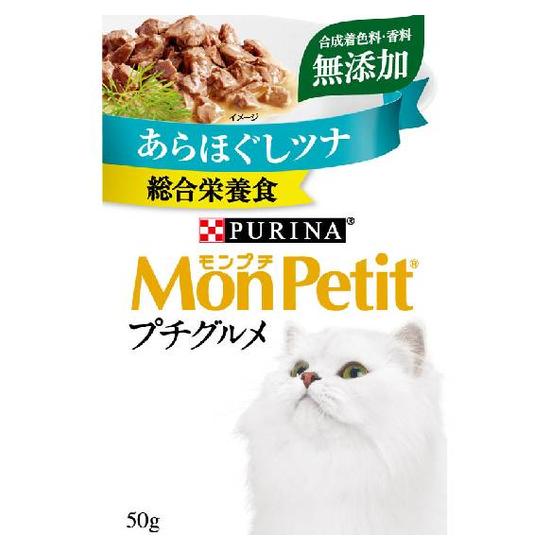 合成着色料・香料
無添加
イメージ
あらほぐしツナ
総合栄養食
PURINA®
モンプチ
MonPetit®
プチグルメ
50g